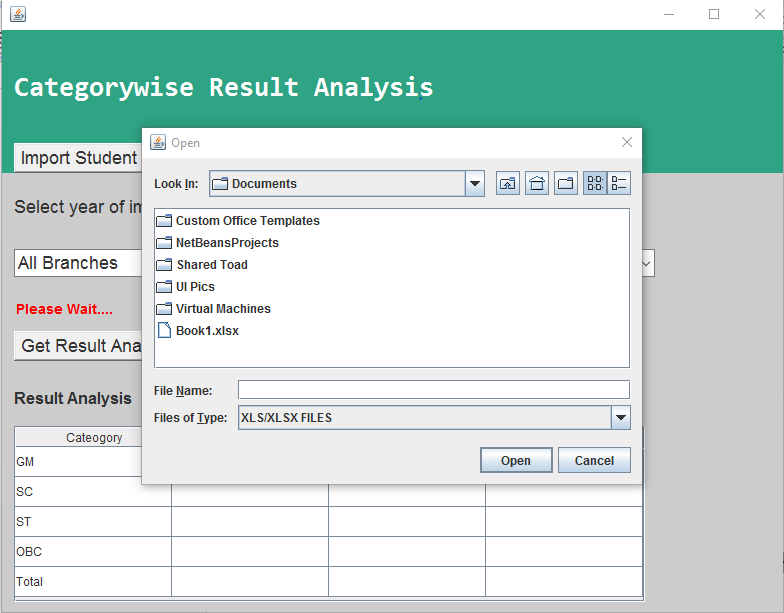 Categorywise Result Analysis
Import Student
Select year of im
All Branches
Please Wait....
Get Result Ana
Result Analysis
Cateogory
GM
SC
ST
OBC
Total
Open
Look In:
Documents
Custom Office Templates
NetBeansProjects
Shared Toad
UI Pics
Virtual Machines
Book1.xlsx
File Name:
Files of Type:
XLS/XLSX FILES
Open
Cancel